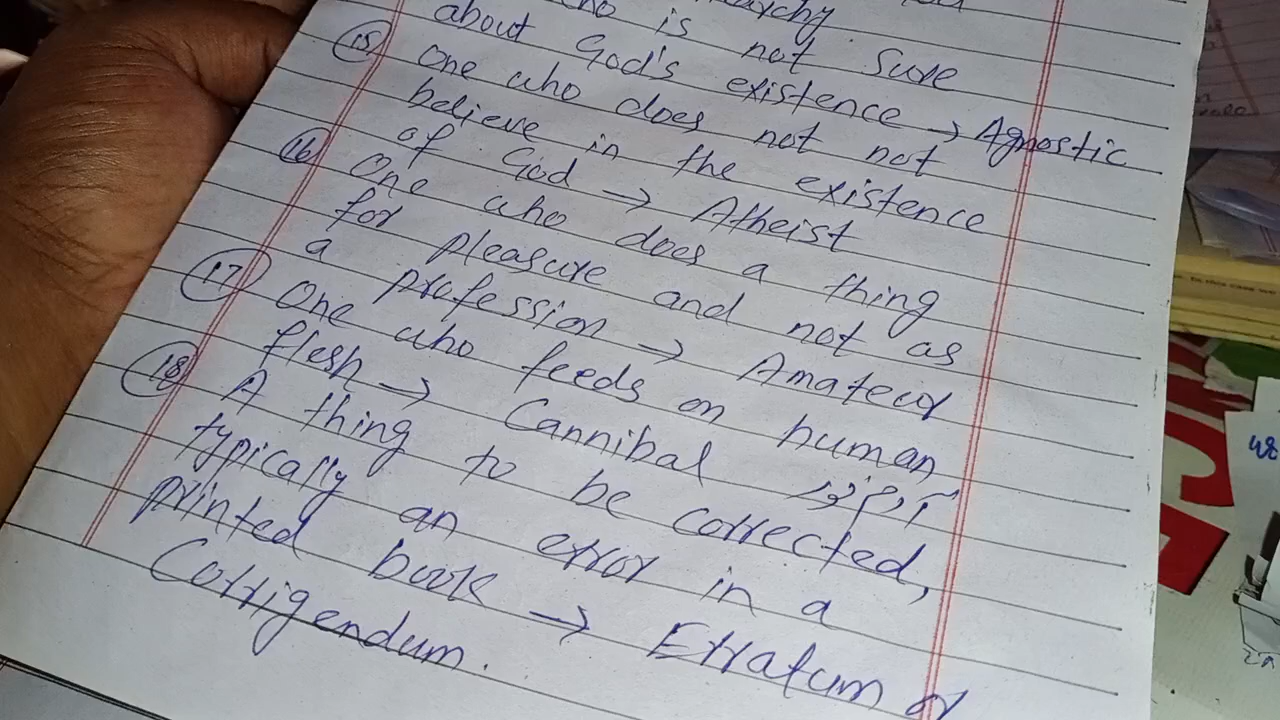 is not Sure
about God's existence → Agnostic
15 One who does not not
believe in the existence
of God → Atheist
16 One who does a thing
for pleasure and not as
a profession → Amateur
17 One who feeds on human
flesh → Cannibal آدم خور
18 A thing to be corrected,
typically an error in a
printed book → Erratum or
Corrigendum.